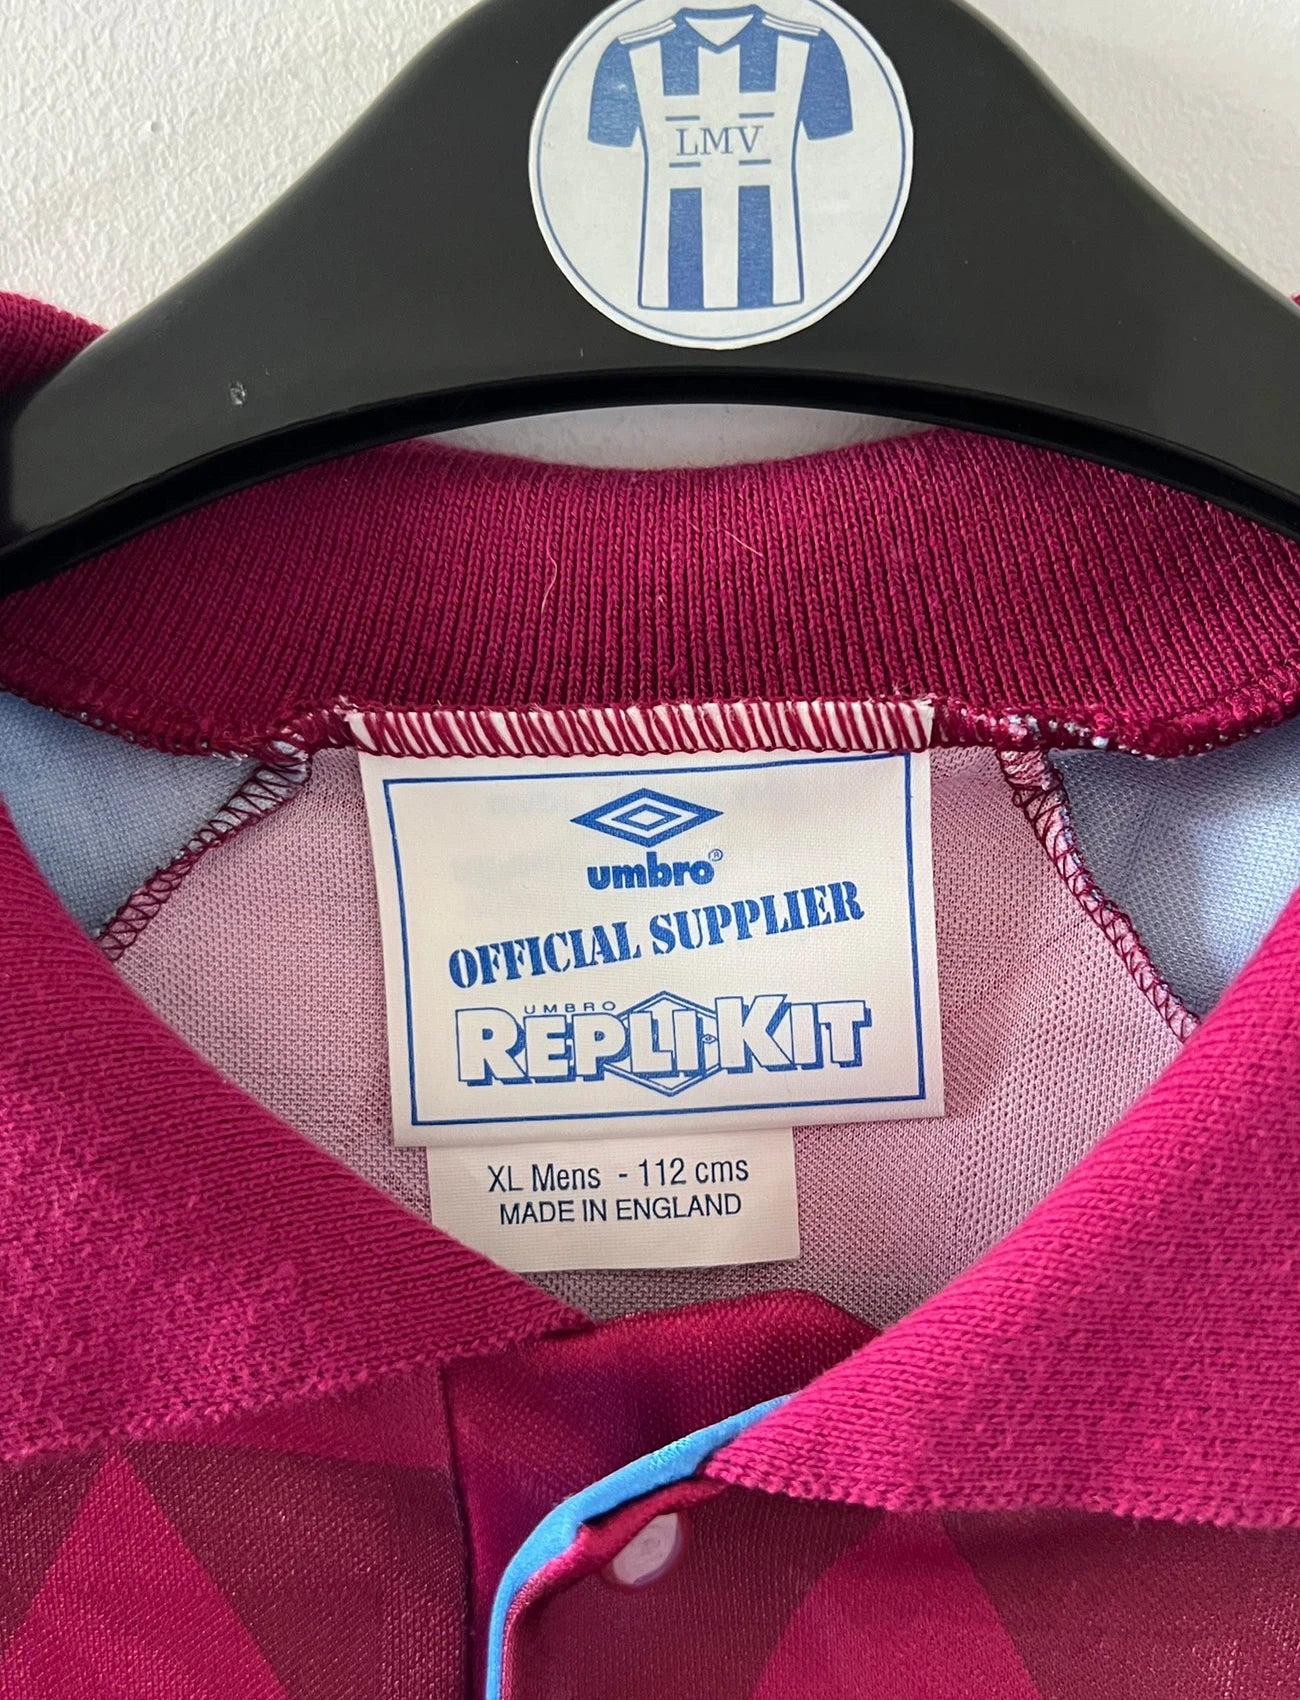 LMV
umbro®
OFFICIAL SUPPLIER
UMBRO
REPLI-KIT
XL Mens - 112 cms
MADE IN ENGLAND